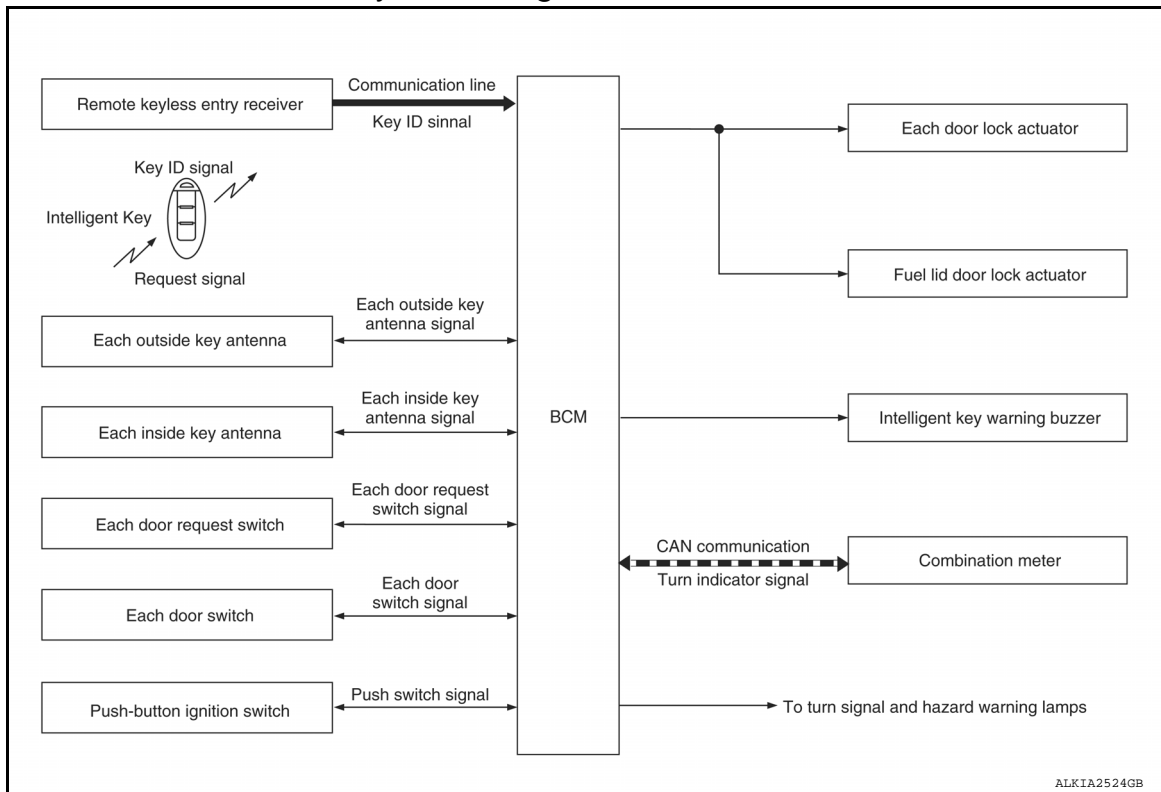 Remote keyless entry receiver
Communication line
Key ID sinnal
Key ID signal
Intelligent Key
Request signal
Each outside key antenna
Each outside key
antenna signal
Each inside key antenna
Each inside key
antenna signal
Each door request switch
Each door request
switch signal
Each door switch
Each door
switch signal
Push-button ignition switch
Push switch signal
BCM
Each door lock actuator
Fuel lid door lock actuator
Intelligent key warning buzzer
CAN communication
Turn indicator signal
Combination meter
To turn signal and hazard warning lamps
ALKIA2524GB